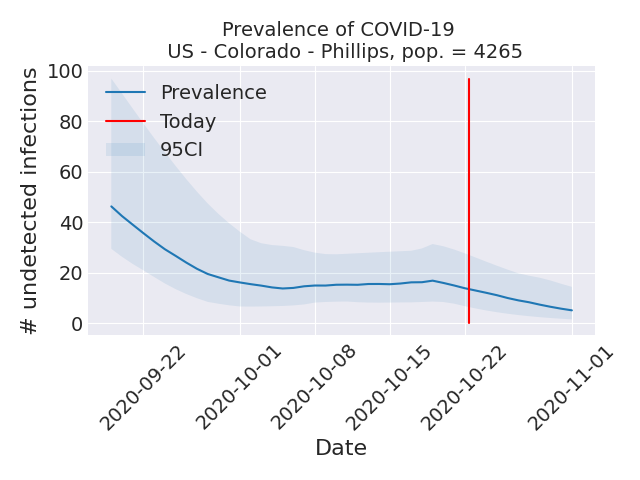 Prevalence of COVID-19
US - Colorado - Phillips, pop. = 4265
# undetected infections
100
80
60
40
20
0
Prevalence
Today
95CI
2020-09-22
2020-10-01
2020-10-08
2020-10-15
2020-10-22
2020-11-01
Date